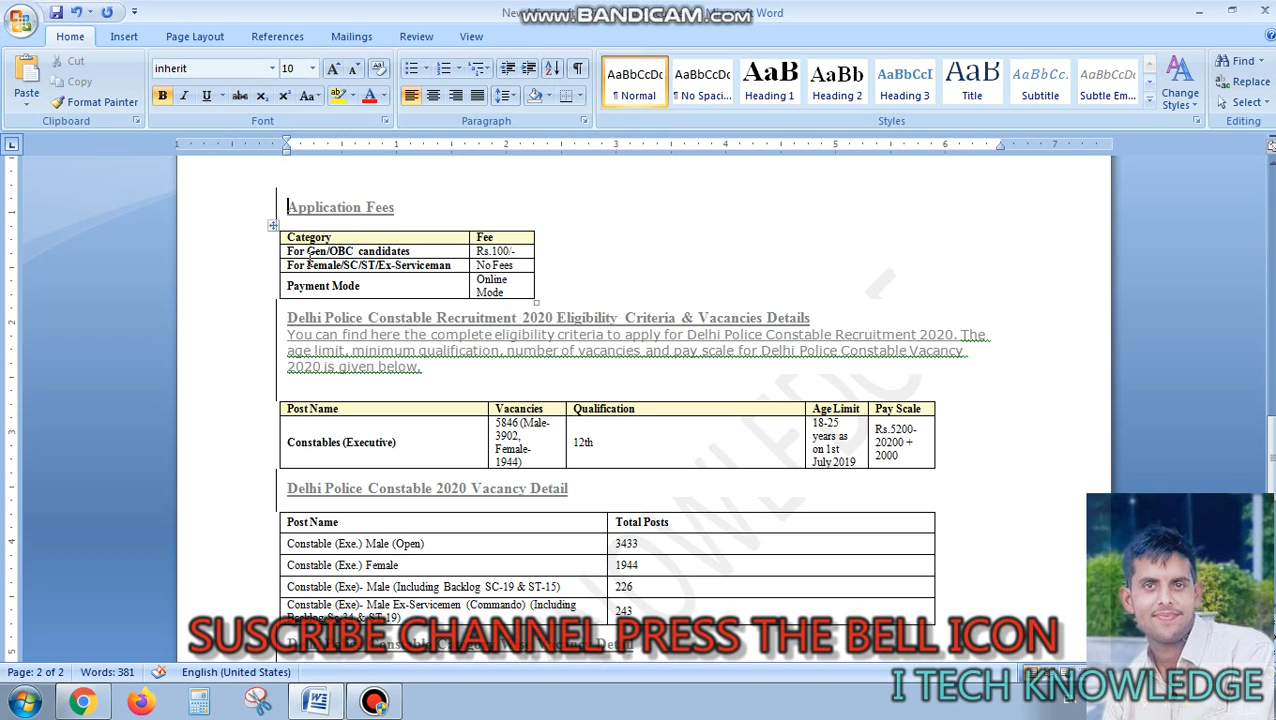 New Mi
www.BANDICAM.com
rosoft Word
Home Insert Page Layout References Mailings Review View
Paste
Cut
Copy
Format Painter
Clipboard
inherit 10
Font
Paragraph
AaBbCcDc AaBbCcDc AaB AaBbC AaBbCcI AaB AaBbCcL AaBbCcDc
¶ Normal ¶ No Spaci... Heading 1 Heading 2 Heading 3 Title Subtitle Subtle Em...
Change Styles
Styles
Find
Replace
Select
Editing
Application Fees
Category Fee
For Gen/OBC candidates Rs.100/-
For Female/SC/ST/Ex-Serviceman No Fees
Payment Mode Online Mode
Delhi Police Constable Recruitment 2020 Eligibility Criteria & Vacancies Details
You can find here the complete eligibility criteria to apply for Delhi Police Constable Recruitment 2020. The
age limit, minimum qualification, number of vacancies and pay scale for Delhi Police Constable Vacancy
2020 is given below.
Post Name Vacancies Qualification Age Limit Pay Scale
Constables (Executive) 5846 (Male-3902, Female-1944) 12th 18-25 years as on 1st July 2019 Rs.5200-20200 + 2000
Delhi Police Constable 2020 Vacancy Detail
Post Name Total Posts
Constable (Exe.) Male (Open) 3433
Constable (Exe.) Female 1944
Constable (Exe)- Male (Including Backlog SC-19 & ST-15) 226
Constable (Exe)- Male Ex-Servicemen (Commando) (Including 243
SUSCRIBE CHANNEL PRESS THE BELL ICON
I TECH KNOWLEDGE
Page: 2 of 2 Words: 381 English (United States)